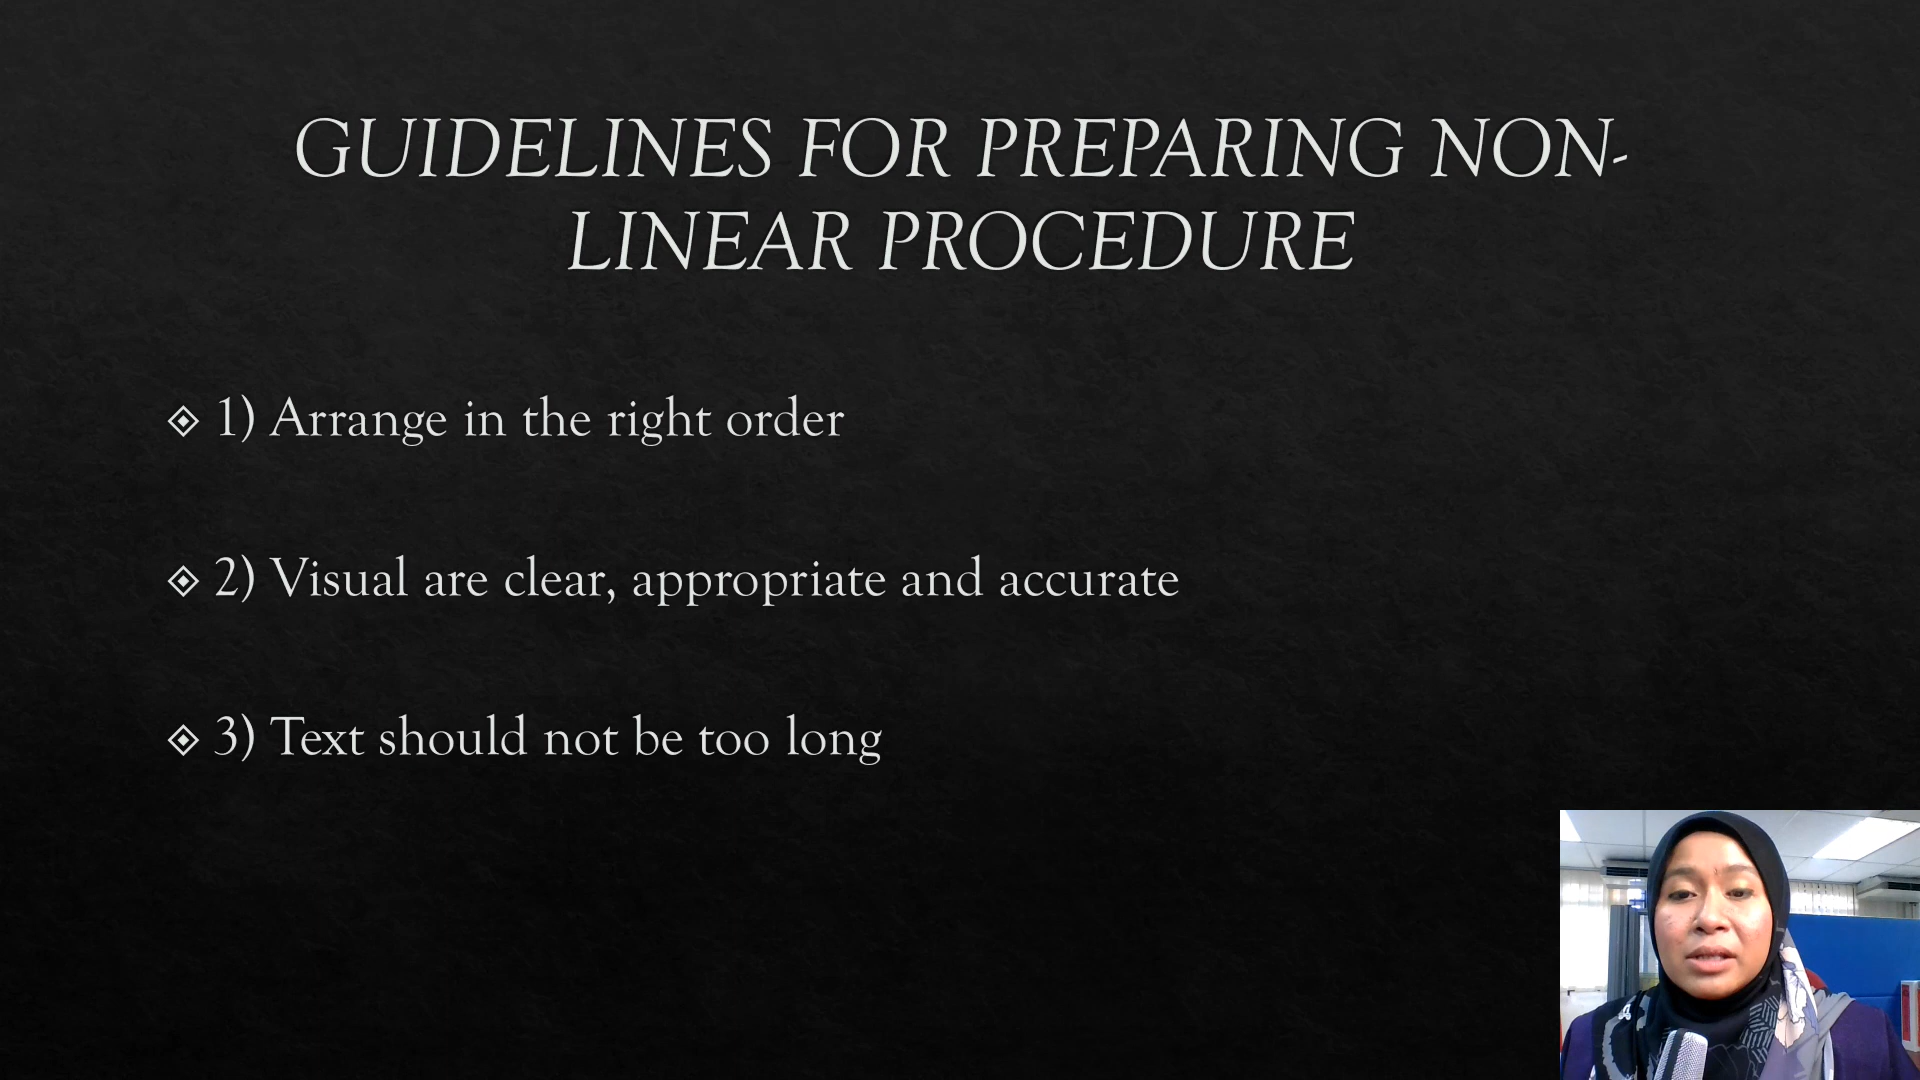 GUIDELINES FOR PREPARING NON-
LINEAR PROCEDURE
1) Arrange in the right order
2) Visual are clear, appropriate and accurate
3) Text should not be too long